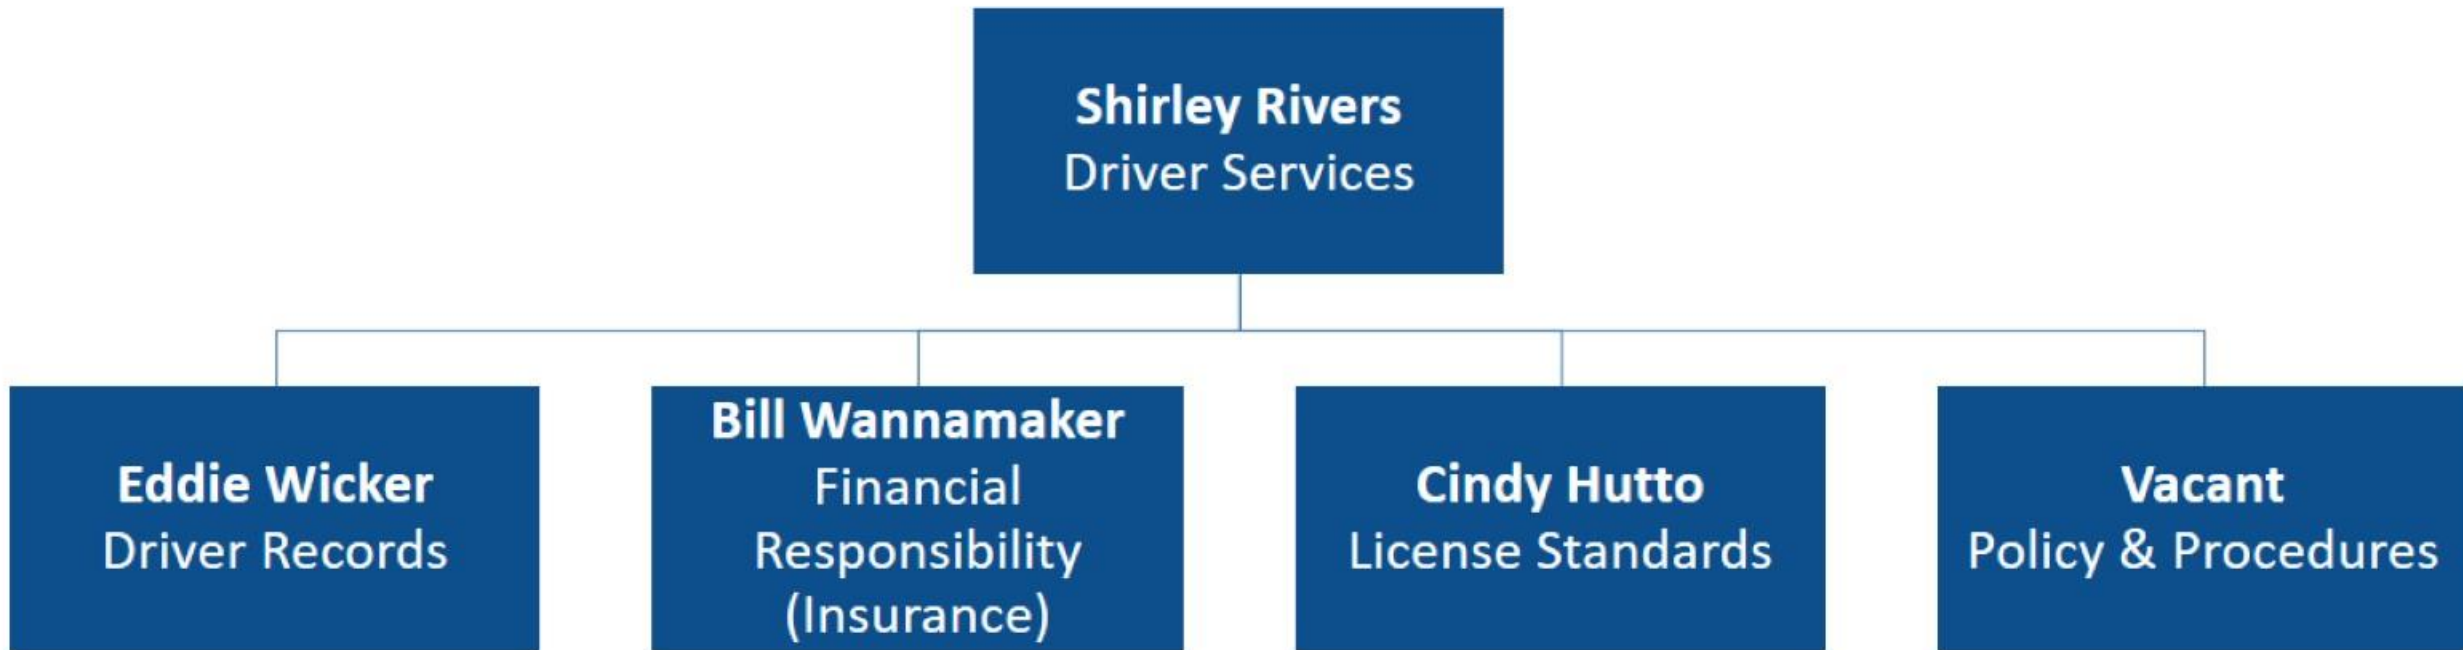 Shirley Rivers
Driver Services
Eddie Wicker
Driver Records
Bill Wannamaker
Financial
Responsibility
(Insurance)
Cindy Hutto
License Standards
Vacant
Policy & Procedures